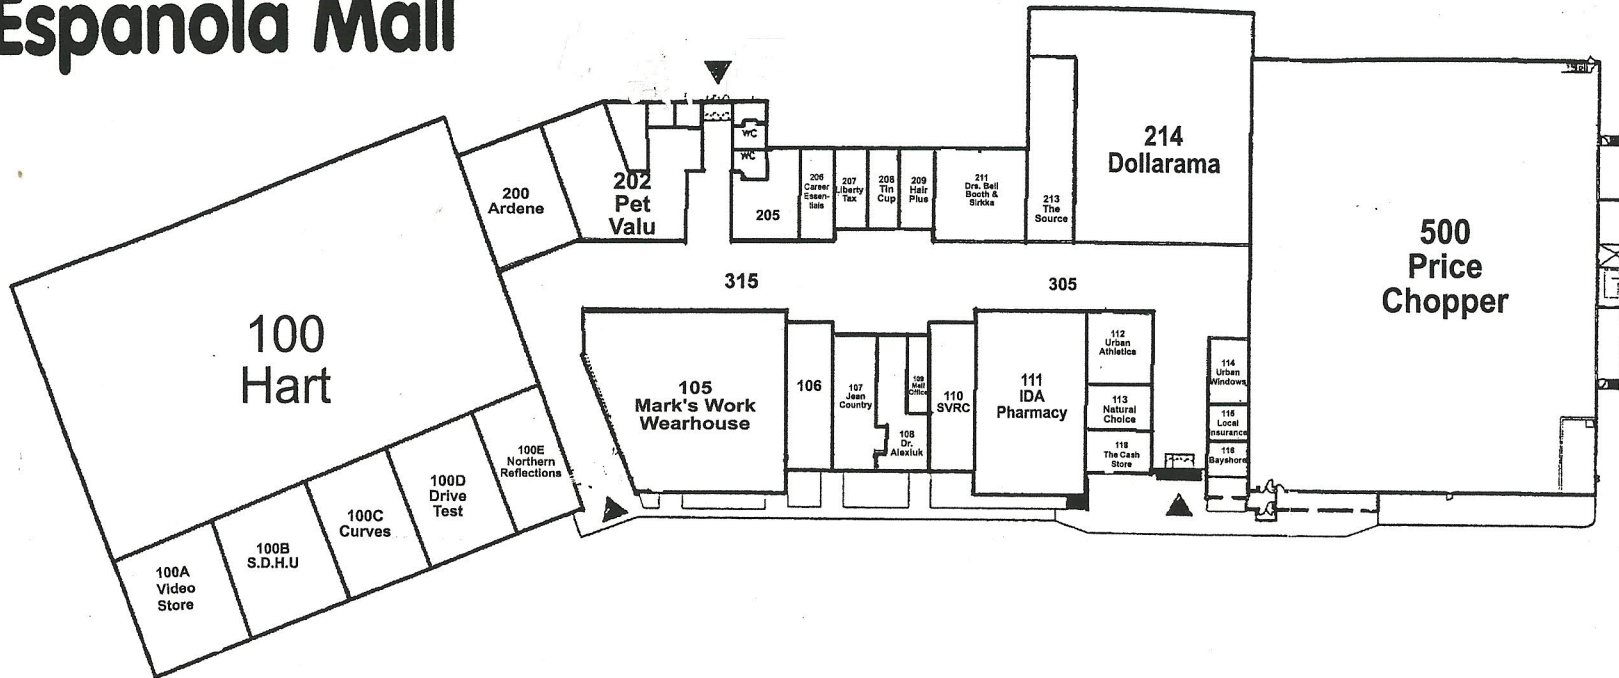 Espanola Mall
214
Dollarama
500
Price
Chopper
WC
WC
200
Ardene
202
Pet
Valu
205
206
Career
Essen-
tials
207
Liberty
Tax
208
Tin
Cup
209
Hair
Plus
211
Drs. Bell
Booth &
Sirkka
213
The
Source
315
305
100
Hart
105
Mark's Work
Wearhouse
106
107
Jean
Country
109
Mall
Office
108
Dr.
Alexiuk
110
SVRC
111
IDA
Pharmacy
112
Urban
Athletics
113
Natural
Choice
118
The Cash
Store
114
Urban
Windows
115
Local
nsurance
116
Bayshore
100E
Northern
Reflections
100D
Drive
Test
100C
Curves
100B
S.D.H.U
100A
Video
Store